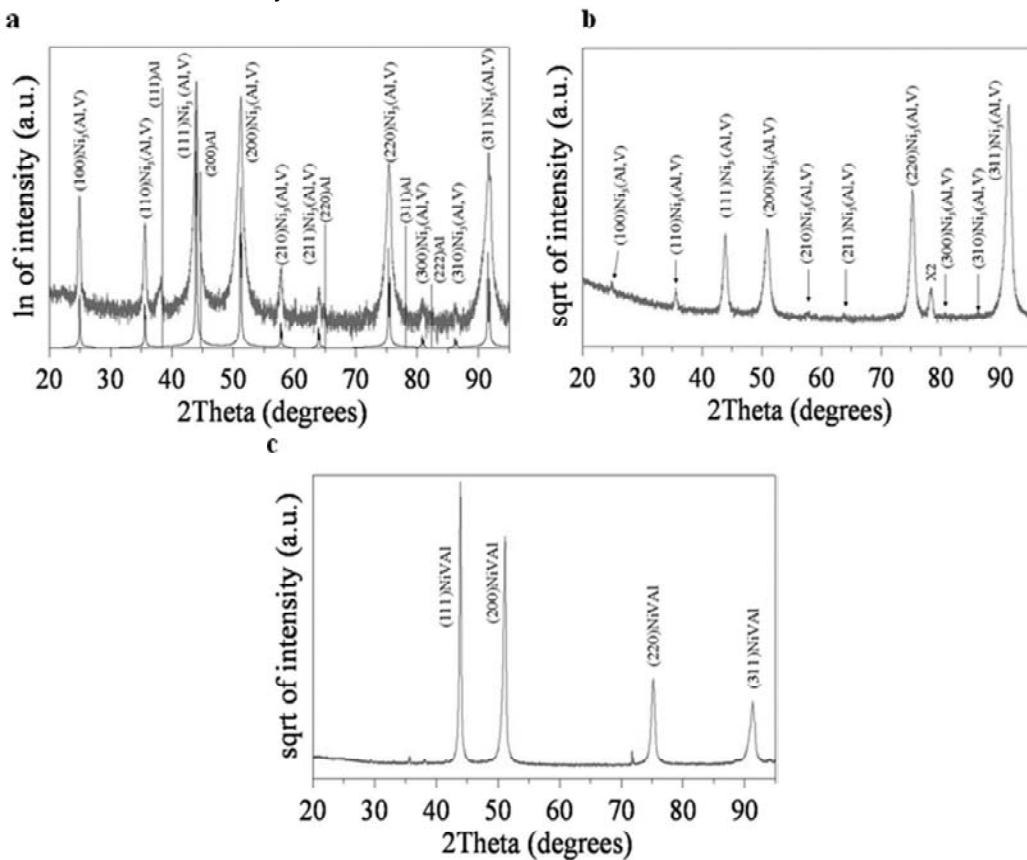 a
ln of intensity (a.u.)
(100)Ni₃(Al,V)
(110)Ni₃(Al,V)
(111)Al
(111)Ni₃(Al,V)
(200)Al
(200)Ni₃(Al,V)
(210)Ni₃(Al,V)
(211)Ni₃(Al,V)
(220)Al
(220)Ni₃(Al,V)
(311)Al
(300)Ni₃(Al,V)
(222)Al
(310)Ni₃(Al,V)
(311)Ni₃(Al,V)
20 30 40 50 60 70 80 90
2Theta (degrees)
b
sqrt of intensity (a.u.)
(100)Ni₃(Al,V)
(110)Ni₃(Al,V)
(111)Ni₃(Al,V)
(200)Ni₃(Al,V)
(210)Ni₃(Al,V)
(211)Ni₃(Al,V)
(220)Ni₃(Al,V)
X2
(300)Ni₃(Al,V)
(310)Ni₃(Al,V)
(311)Ni₃(Al,V)
20 30 40 50 60 70 80 90
2Theta (degrees)
c
sqrt of intensity (a.u.)
(111)NiVAl
(200)NiVAl
(220)NiVAl
(311)NiVAl
20 30 40 50 60 70 80 90
2Theta (degrees)